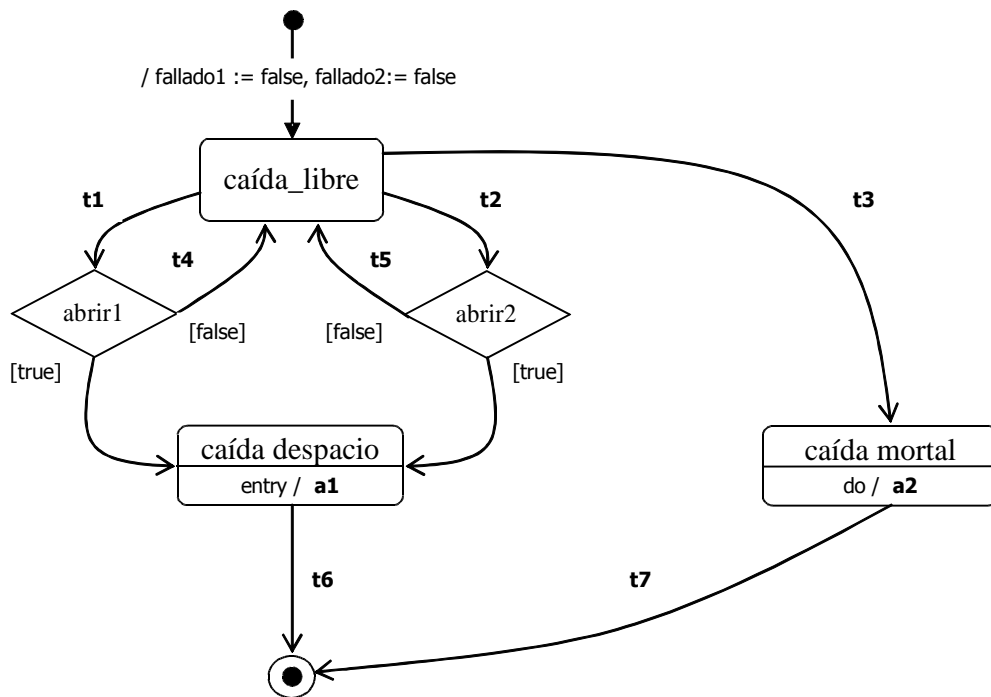 / fallado1 := false, fallado2:= false
caída_libre
t1
t2
t3
t4
t5
abrir1
abrir2
[false]
[false]
[true]
[true]
caída despacio
entry / a1
caída mortal
do / a2
t6
t7